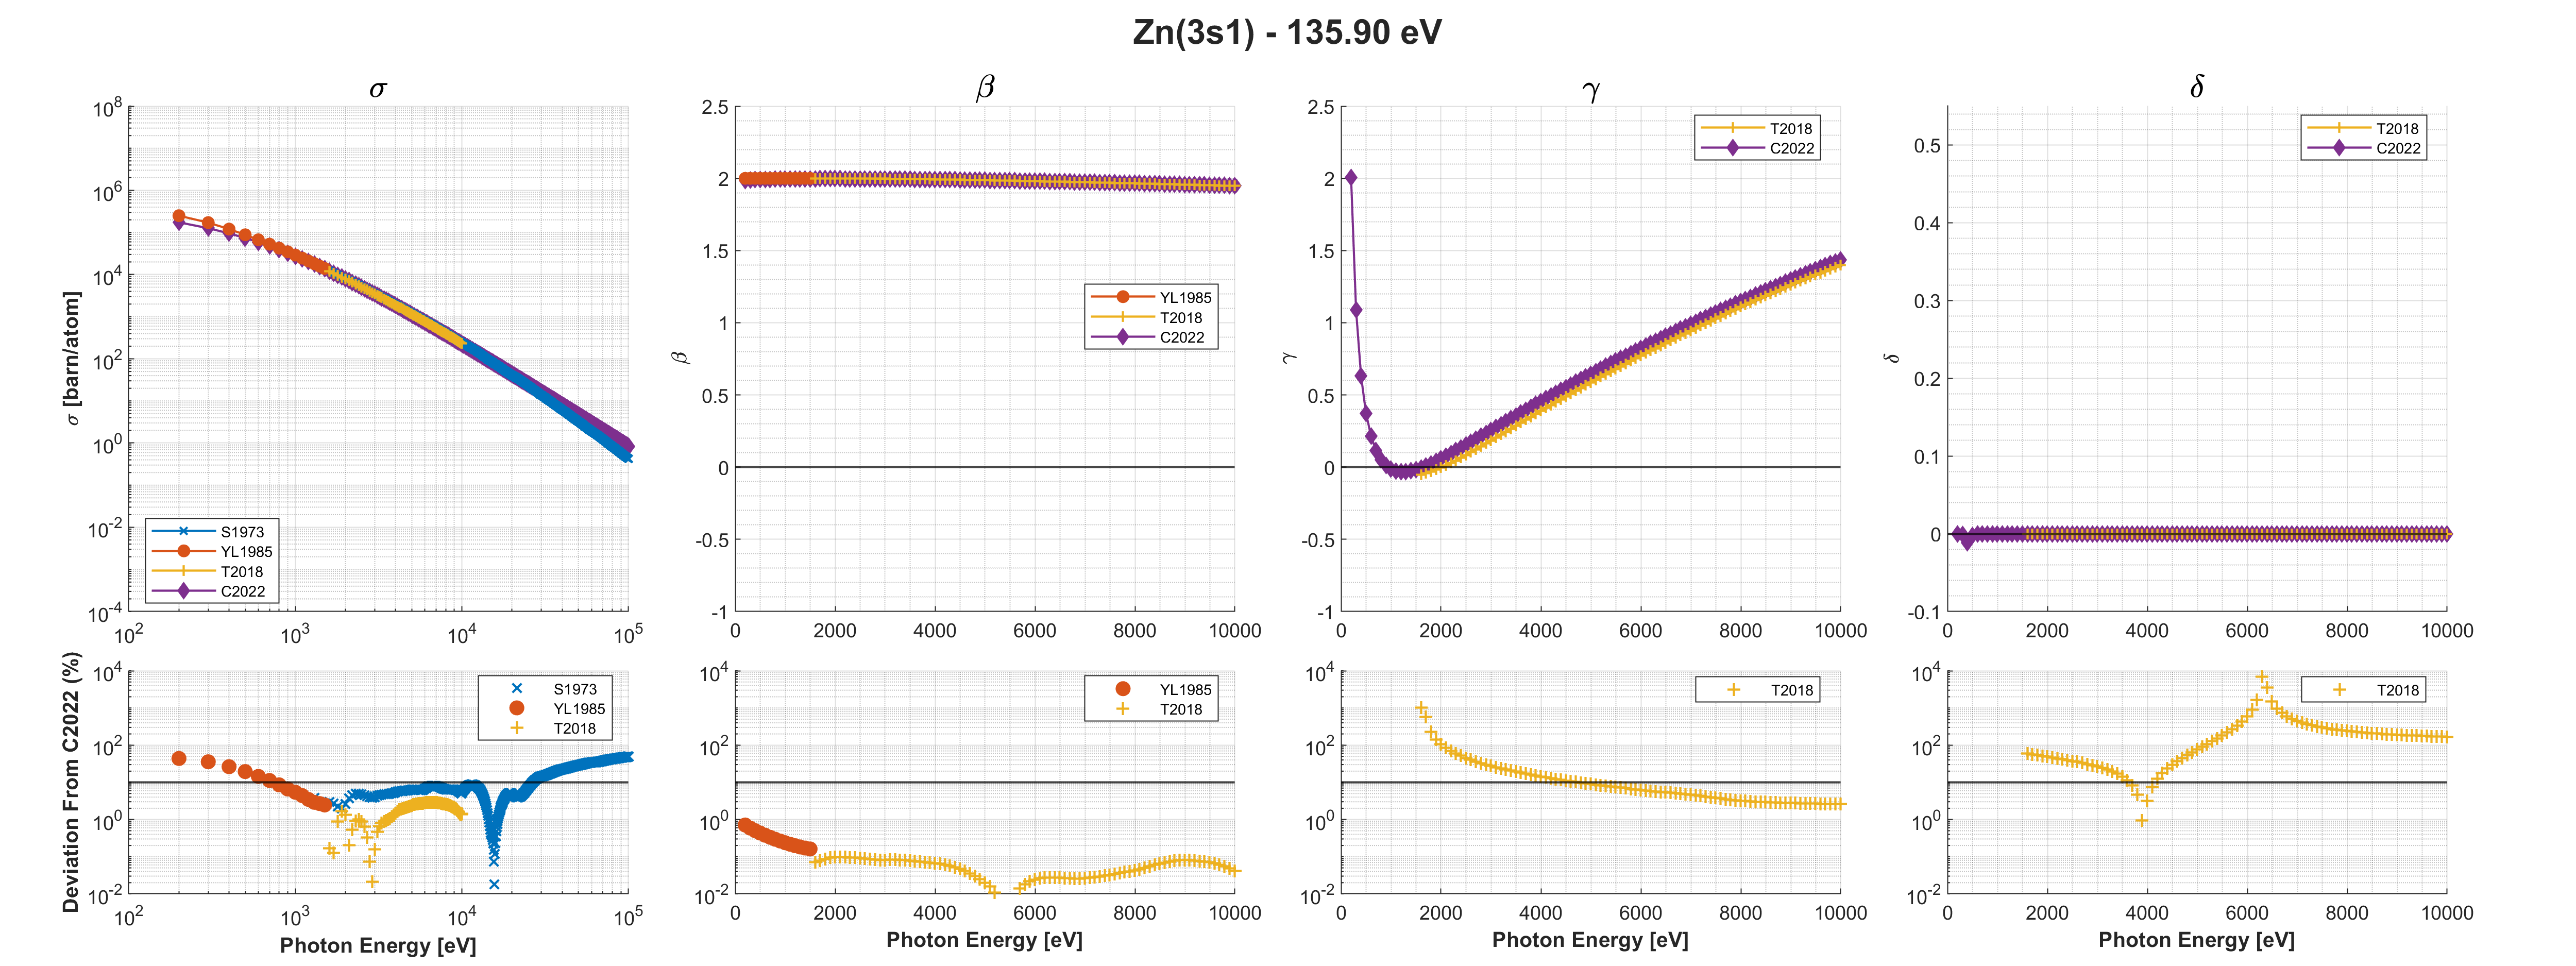 Zn(3s1) - 135.90 eV
σ
β
γ
δ
10^8
10^6
10^4
10^2
10^0
10^-2
10^-4
σ [barn/atom]
10^2
10^3
10^4
10^5
S1973
YL1985
T2018
C2022
2.5
2
1.5
1
0.5
0
-0.5
-1
β
0
2000
4000
6000
8000
10000
YL1985
T2018
C2022
2.5
2
1.5
1
0.5
0
-0.5
-1
γ
0
2000
4000
6000
8000
10000
T2018
C2022
0.5
0.4
0.3
0.2
0.1
0
-0.1
δ
0
2000
4000
6000
8000
10000
T2018
C2022
Deviation From C2022 (%)
10^4
10^2
10^0
10^-2
10^2
10^3
10^4
10^5
S1973
YL1985
T2018
Photon Energy [eV]
10^4
10^2
10^0
10^-2
0
2000
4000
6000
8000
10000
YL1985
T2018
Photon Energy [eV]
10^4
10^2
10^0
10^-2
0
2000
4000
6000
8000
10000
T2018
Photon Energy [eV]
10^4
10^2
10^0
10^-2
0
2000
4000
6000
8000
10000
T2018
Photon Energy [eV]